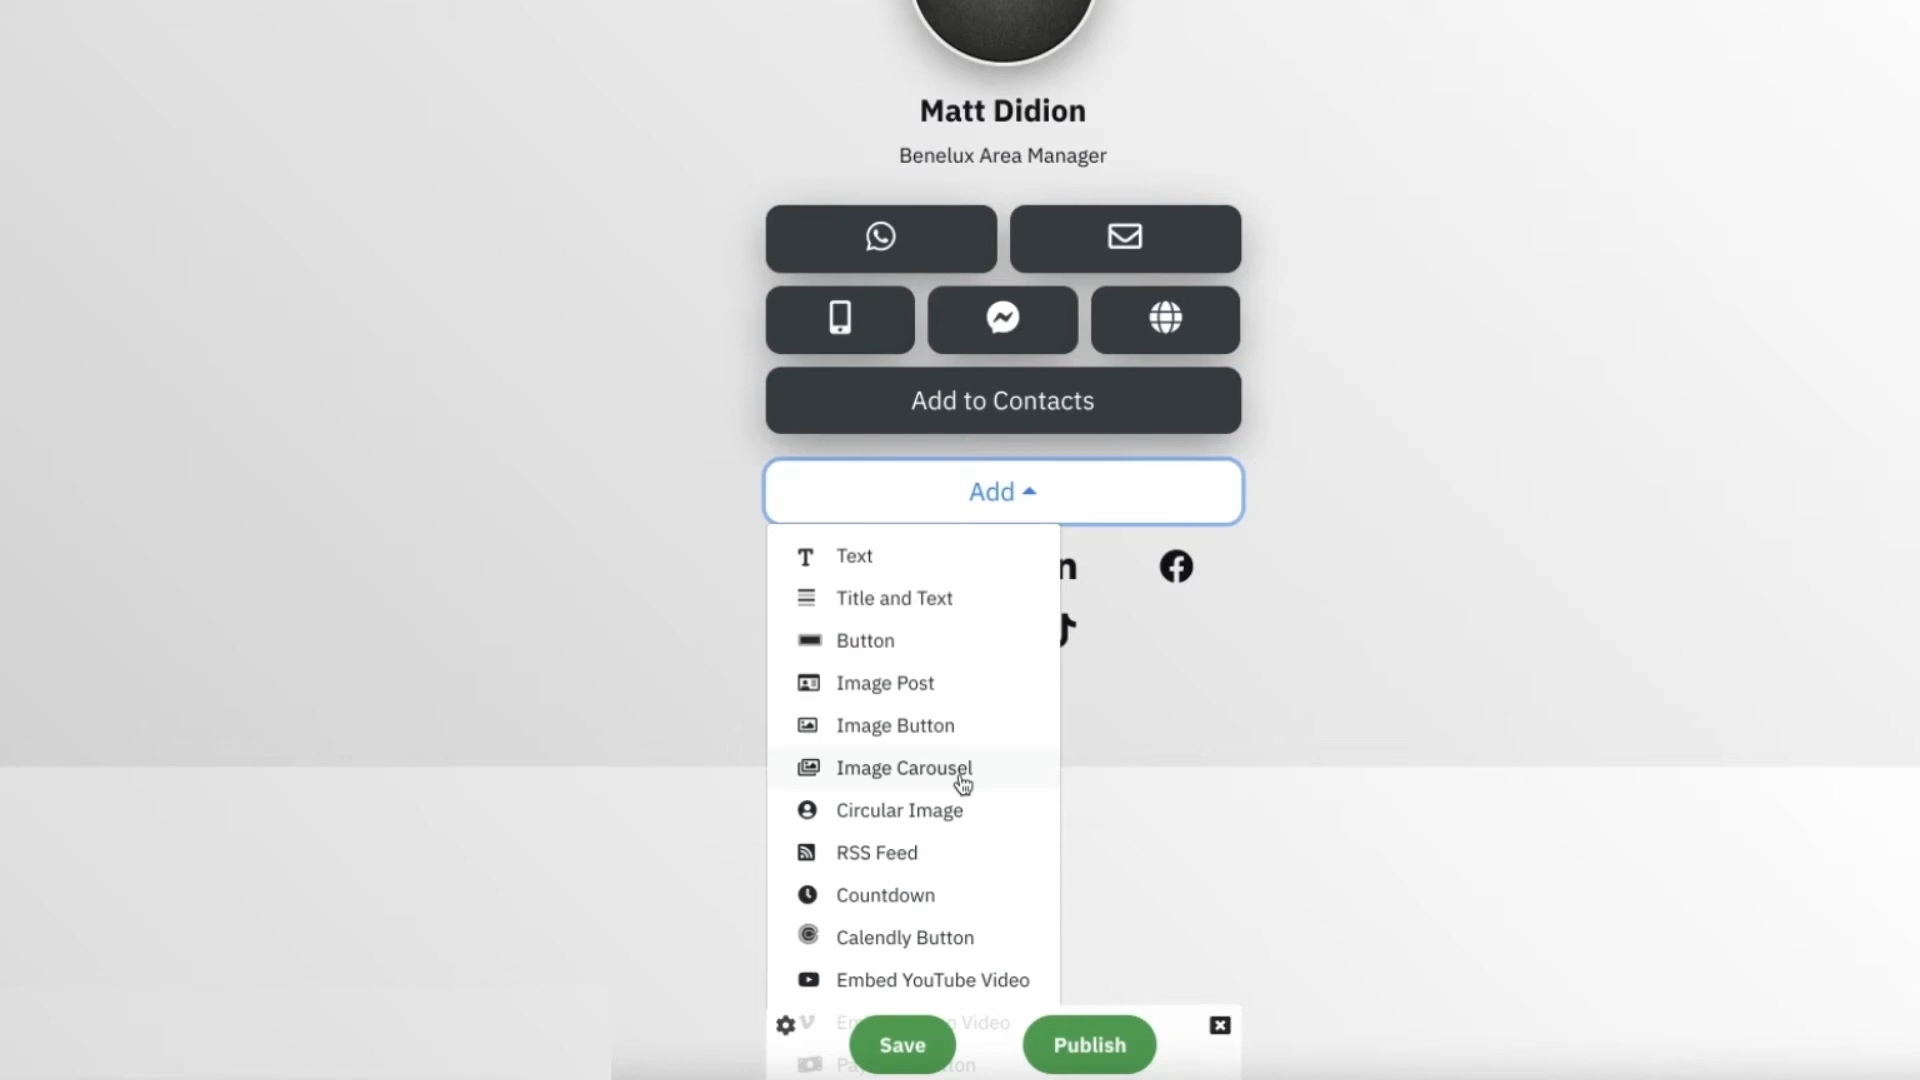 Matt Didion
Benelux Area Manager
Add to Contacts
Add
Text
Title and Text
Button
Image Post
Image Button
Image Carousel
Circular Image
RSS Feed
Countdown
Calendly Button
Embed YouTube Video
Video
Save
Publish